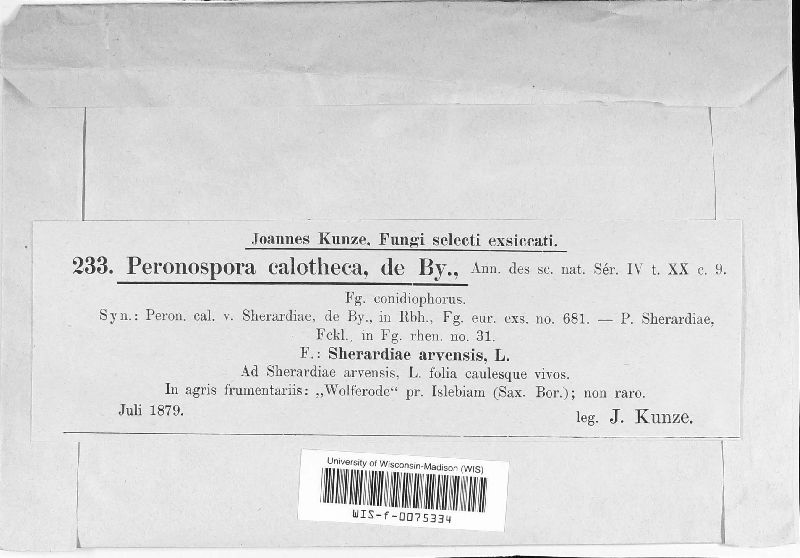 Joannes Kunze, Fungi selecti exsiccati.
233. Peronospora calotheca, de By., Ann. des sc. nat. Sér. IV t. XX c. 9.
Fg. conidiophorus.
Syn.: Peron. cal. v. Sherardiae, de By., in Rbh., Fg. eur. exs. no. 681. — P. Sherardiae,
Fckl., in Fg. rhen. no. 31.
F.: Sherardiae arvensis, L.
Ad Sherardiae arvensis, L. folia caulesque vivos.
In agris frumentariis: „Wolferode“ pr. Islebiam (Sax. Bor.); non raro.
Juli 1879.
leg. J. Kunze.
University of Wisconsin-Madison (WIS)
WIS-f-0075334